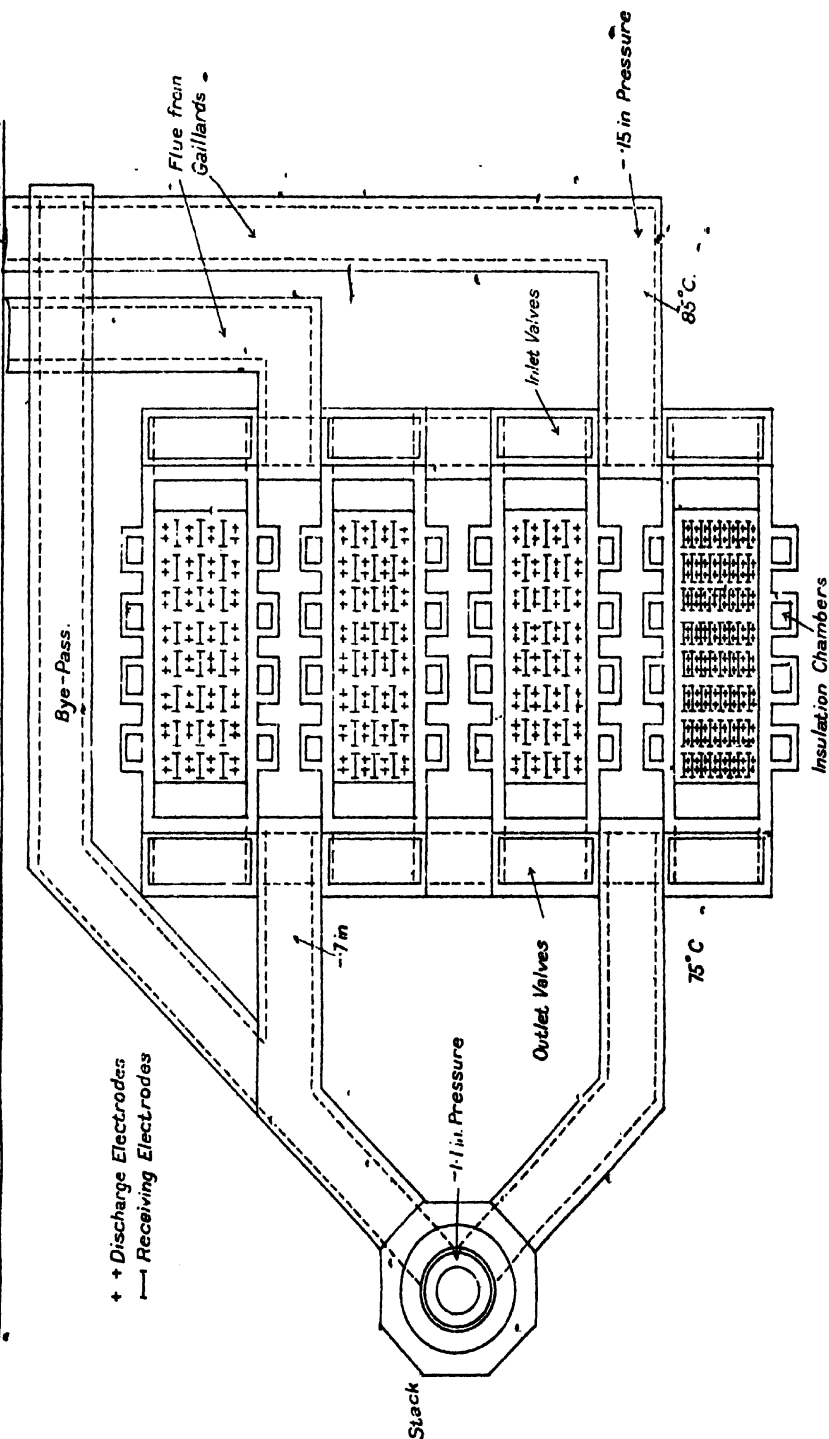 Flue from
Gaillards
-·15 in Pressure
85°C.
Inlet Valves
Bye-Pass.
Insulation Chambers
-·7 in
Outlet Valves
75°C
+ + Discharge Electrodes
Receiving Electrodes
-1·1 in. Pressure
Stack